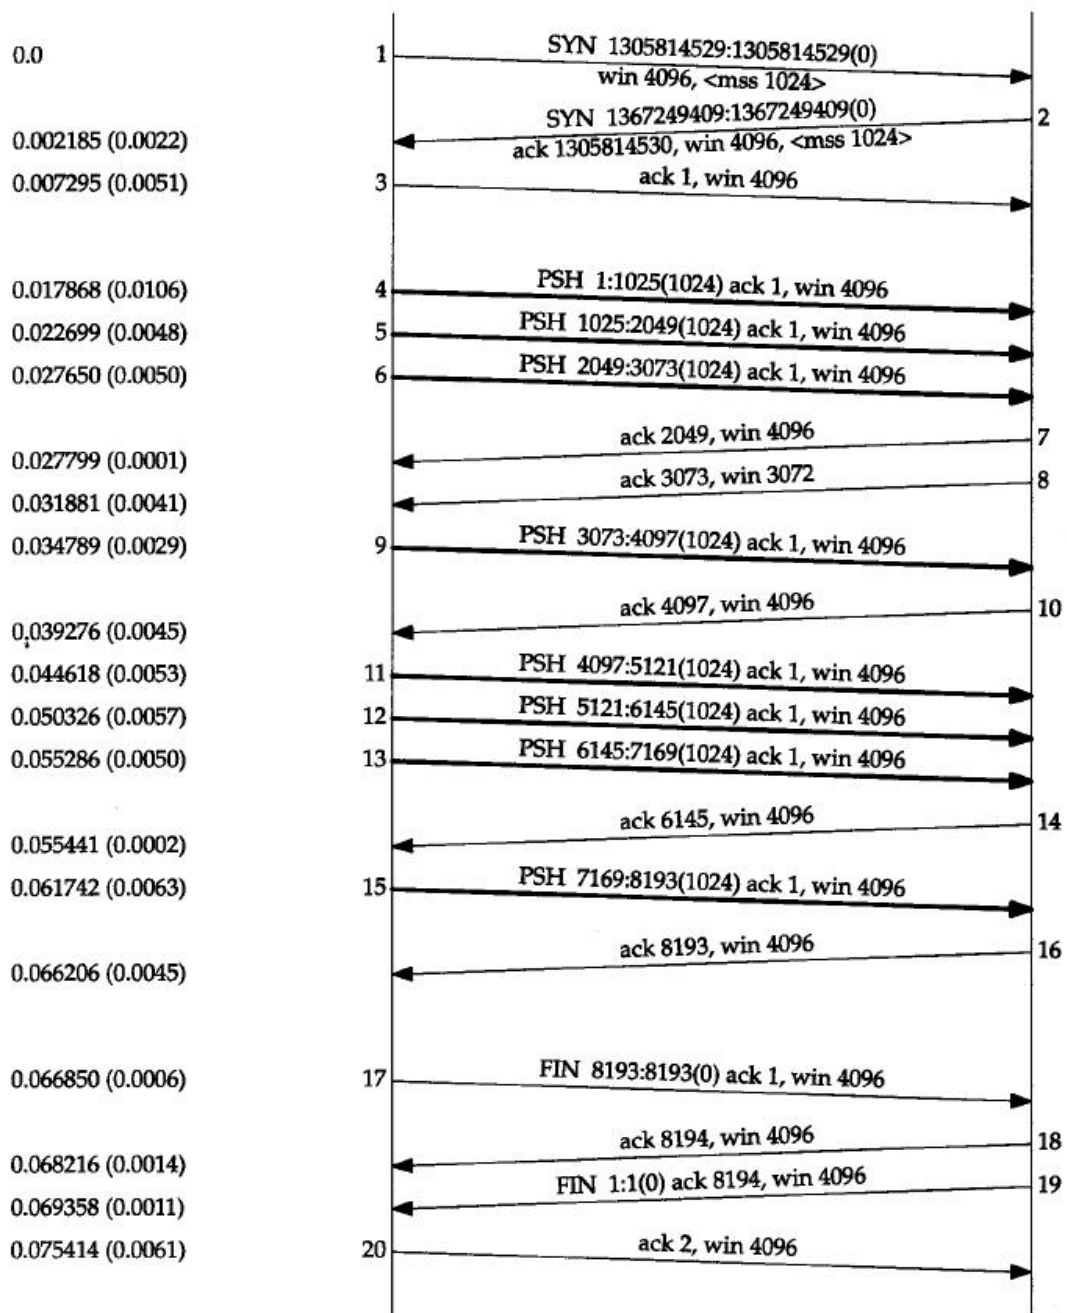 0.0
1
SYN 1305814529:1305814529(0)
win 4096, <mss 1024>
SYN 1367249409:1367249409(0)
2
0.002185 (0.0022)
ack 1305814530, win 4096, <mss 1024>
0.007295 (0.0051)
3
ack 1, win 4096
0.017868 (0.0106)
4
PSH 1:1025(1024) ack 1, win 4096
0.022699 (0.0048)
5
PSH 1025:2049(1024) ack 1, win 4096
0.027650 (0.0050)
6
PSH 2049:3073(1024) ack 1, win 4096
ack 2049, win 4096
7
0.027799 (0.0001)
ack 3073, win 3072
8
0.031881 (0.0041)
0.034789 (0.0029)
9
PSH 3073:4097(1024) ack 1, win 4096
ack 4097, win 4096
10
0.039276 (0.0045)
0.044618 (0.0053)
11
PSH 4097:5121(1024) ack 1, win 4096
0.050326 (0.0057)
12
PSH 5121:6145(1024) ack 1, win 4096
0.055286 (0.0050)
13
PSH 6145:7169(1024) ack 1, win 4096
ack 6145, win 4096
14
0.055441 (0.0002)
0.061742 (0.0063)
15
PSH 7169:8193(1024) ack 1, win 4096
ack 8193, win 4096
16
0.066206 (0.0045)
0.066850 (0.0006)
17
FIN 8193:8193(0) ack 1, win 4096
ack 8194, win 4096
18
0.068216 (0.0014)
FIN 1:1(0) ack 8194, win 4096
19
0.069358 (0.0011)
0.075414 (0.0061)
20
ack 2, win 4096